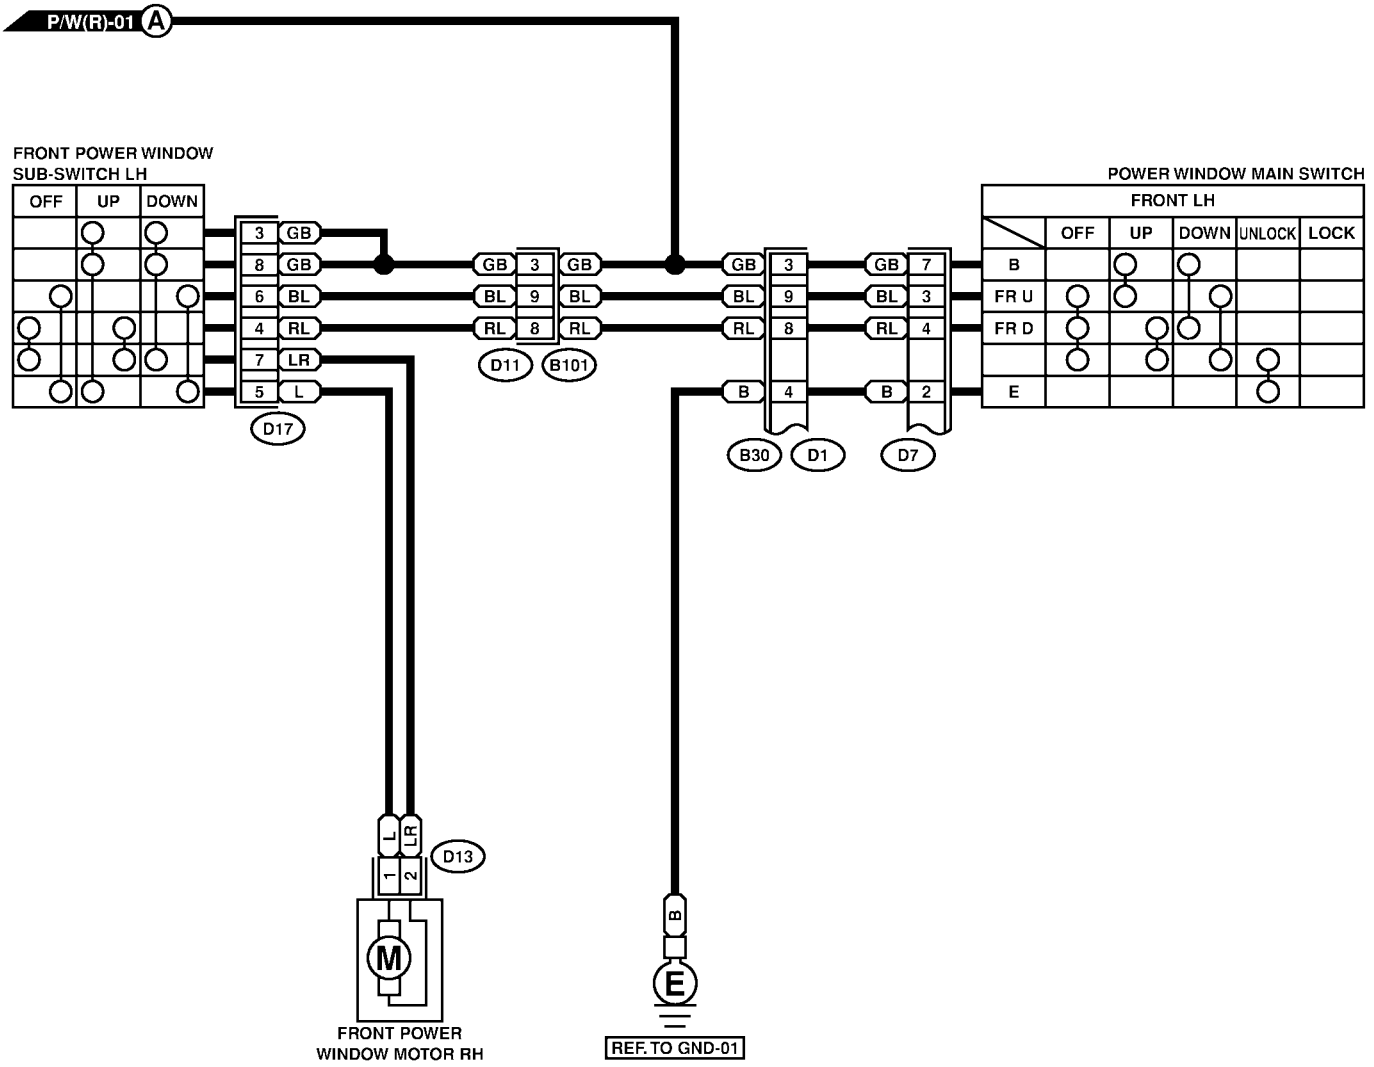 P/W(R)-01 A
FRONT POWER WINDOW
SUB-SWITCH LH
OFF UP DOWN
3 GB
8 GB
6 BL
4 RL
7 LR
5 L
D17
GB 3 GB
BL 9 BL
RL 8 RL
D11 B101
GB 3 GB 7
BL 9 BL 3
RL 8 RL 4
B 4 B 2
B30 D1 D7
POWER WINDOW MAIN SWITCH
FRONT LH
OFF UP DOWN UNLOCK LOCK
B
FR U
FR D
E
L LR
1 2
D13
M
FRONT POWER
WINDOW MOTOR RH
B
E
REF. TO GND-01